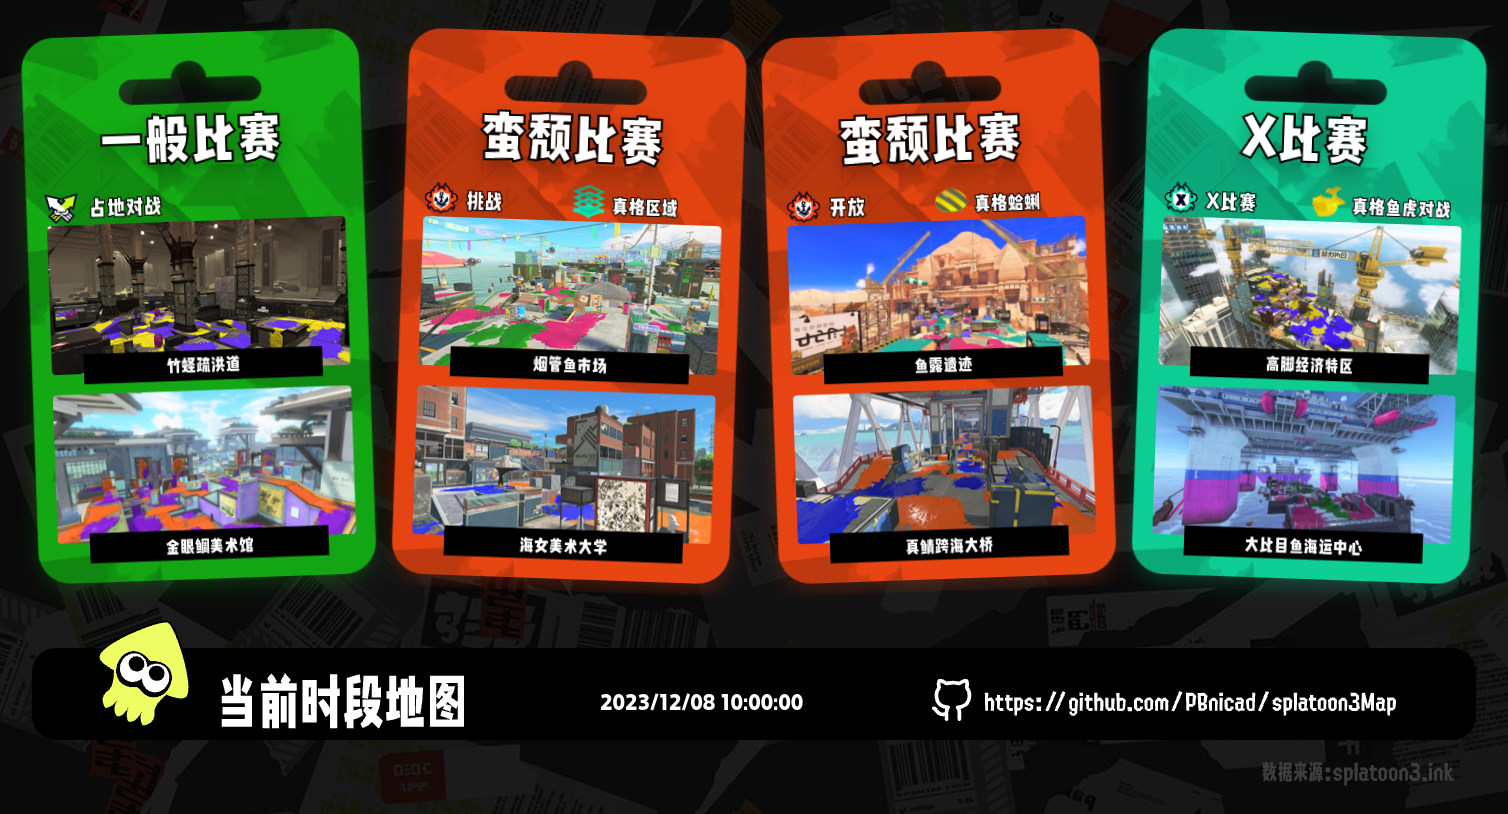 一般比赛
占地对战
竹蛏疏洪道
金眼鲷美术馆
蛮颓比赛
挑战
真格区域
烟管鱼市场
海女美术大学
蛮颓比赛
开放
真格蛤蜊
鱼露遗迹
真鲭跨海大桥
X比赛
X比赛
真格鱼虎对战
高脚经济特区
大比目鱼海运中心
当前时段地图
2023/12/08 10:00:00
https://github.com/PBnicad/splatoon3Map
数据来源:splatoon3.ink